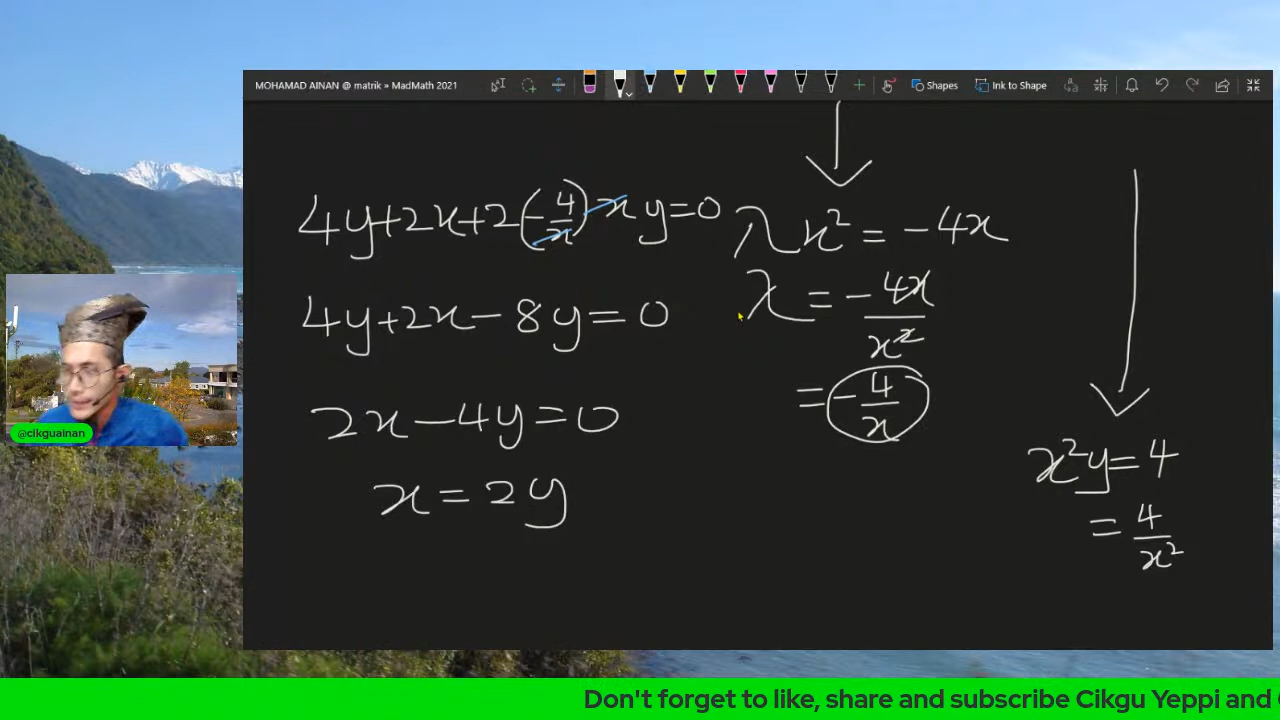 MOHAMAD AINAN @ matrik » MadMath 2021
Shapes
Ink to Shape
4y+2x+2(-4/x)xy=0
4y+2x-8y=0
2x-4y=0
x=2y
λx²=-4x
λ=-4x/x²
=-4/x
x²y=4
=4/x²
@cikguainan
Don't forget to like, share and subscribe Cikgu Yeppi and